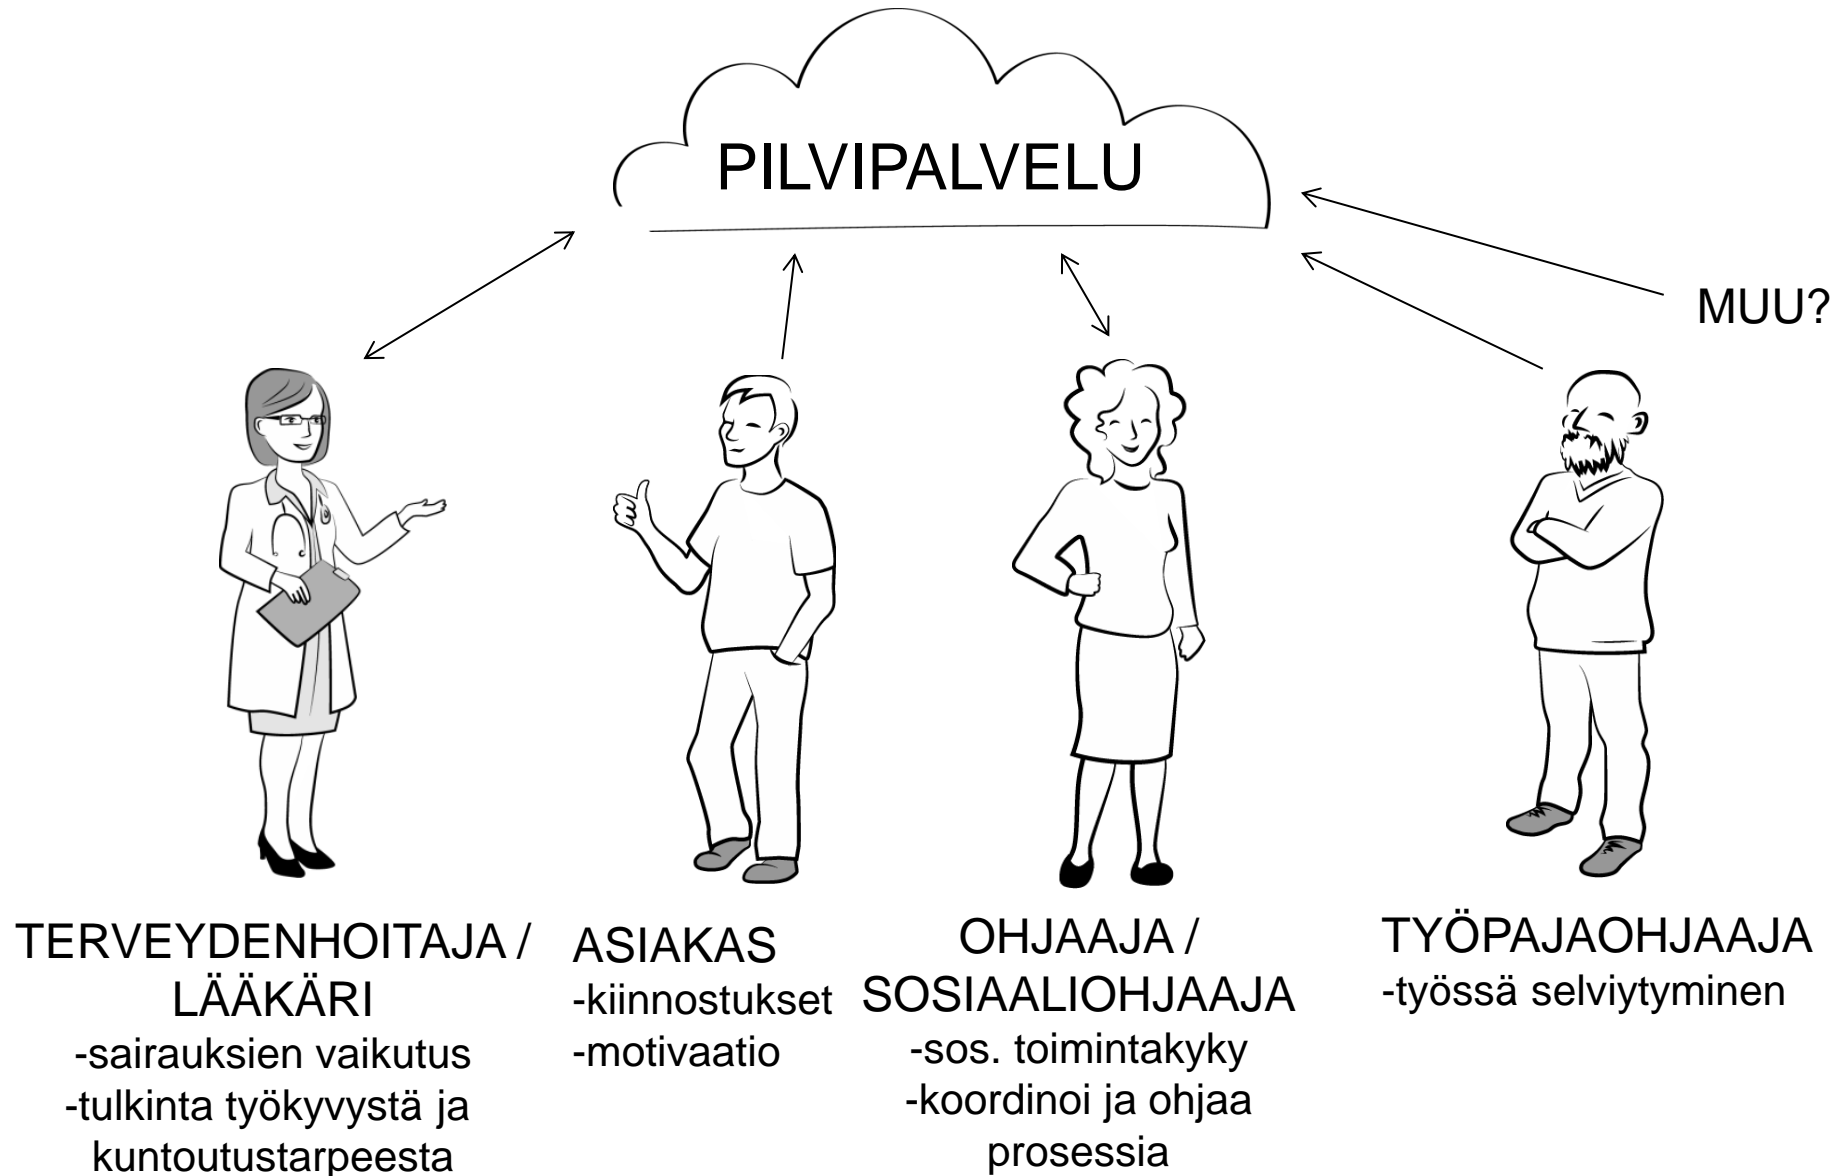 PILVIPALVELU
MUU?
TERVEYDENHOITAJA /
LÄÄKÄRI
-sairauksien vaikutus
-tulkinta työkyvystä ja
kuntoutustarpeesta
ASIAKAS
-kiinnostukset
-motivaatio
OHJAAJA /
SOSIAALIOHJAAJA
-sos. toimintakyky
-koordinoi ja ohjaa
prosessia
TYÖPAJAOHJAAJA
-työssä selviytyminen